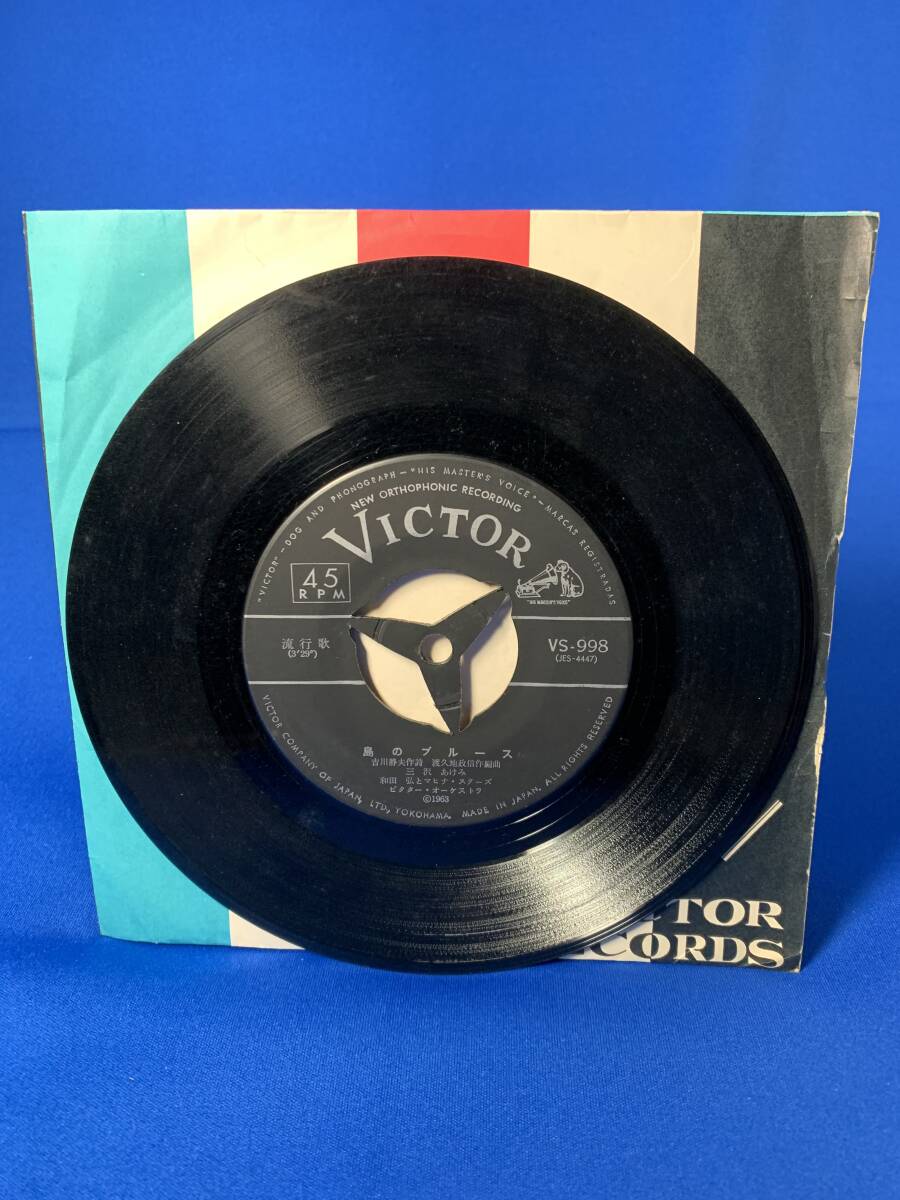 "VICTOR" — DOG AND PHONOGRAPH — "HIS MASTER'S VOICE" — MARCAS REGISTRADAS
NEW ORTHOPHONIC RECORDING
VICTOR
45
RPM
"HIS MASTER'S VOICE"
流行歌
(3'29")
VS-998
(JES-4447)
島のブルース
吉川静夫作詩 渡久地政信作編曲
三沢 あけみ
和田 弘とマヒナ・スターズ
ビクター・オーケストラ
©1963
VICTOR COMPANY OF JAPAN, LTD., YOKOHAMA. MADE IN JAPAN, ALL RIGHTS RESERVED
TOR
CORDS